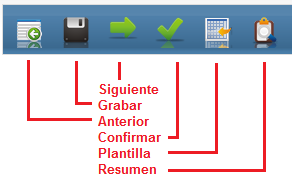 Siguiente
Grabar
Anterior
Confirmar
Plantilla
Resumen